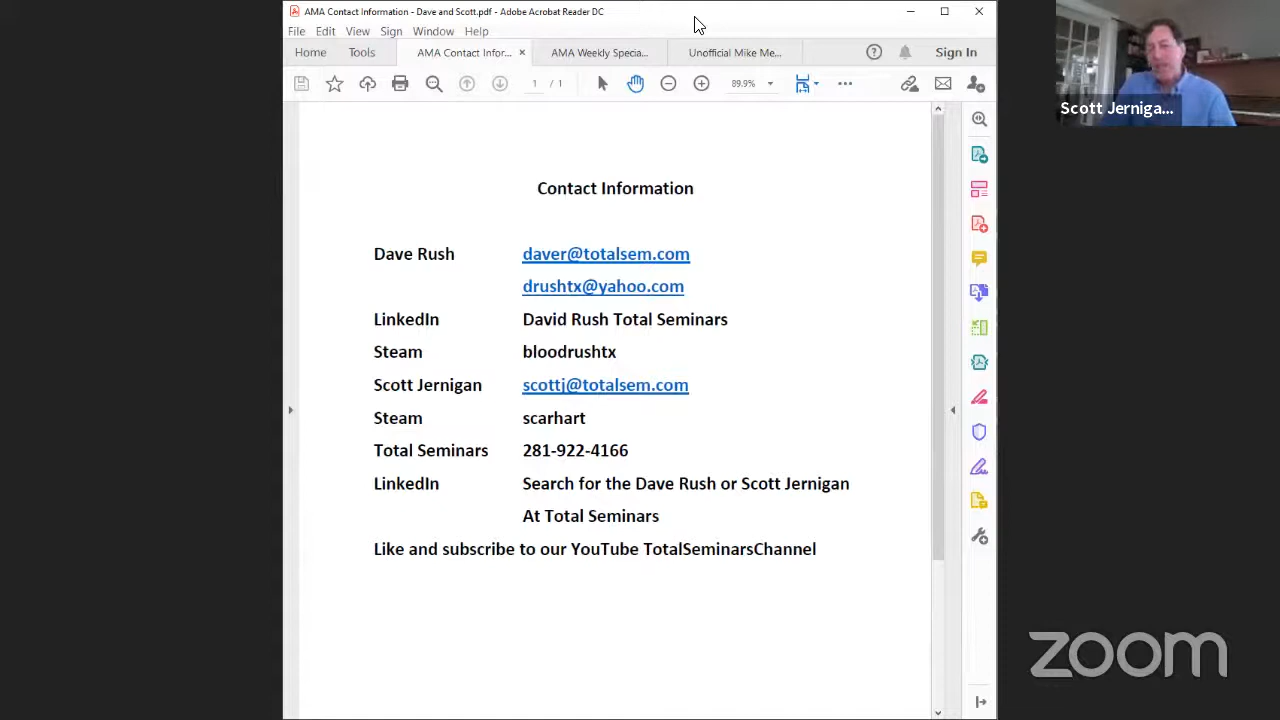 AMA Contact Information - Dave and Scott.pdf - Adobe Acrobat Reader DC
File Edit View Sign Window Help
Home Tools AMA Contact Infor... × AMA Weekly Specia... Unofficial Mike Me... Sign In
1 / 1 89.9%
Scott Jerniga...
Contact Information
Dave Rush daver@totalsem.com
drushtx@yahoo.com
LinkedIn David Rush Total Seminars
Steam bloodrushtx
Scott Jernigan scottj@totalsem.com
Steam scarhart
Total Seminars 281-922-4166
LinkedIn Search for the Dave Rush or Scott Jernigan
At Total Seminars
Like and subscribe to our YouTube TotalSeminarsChannel
zoom